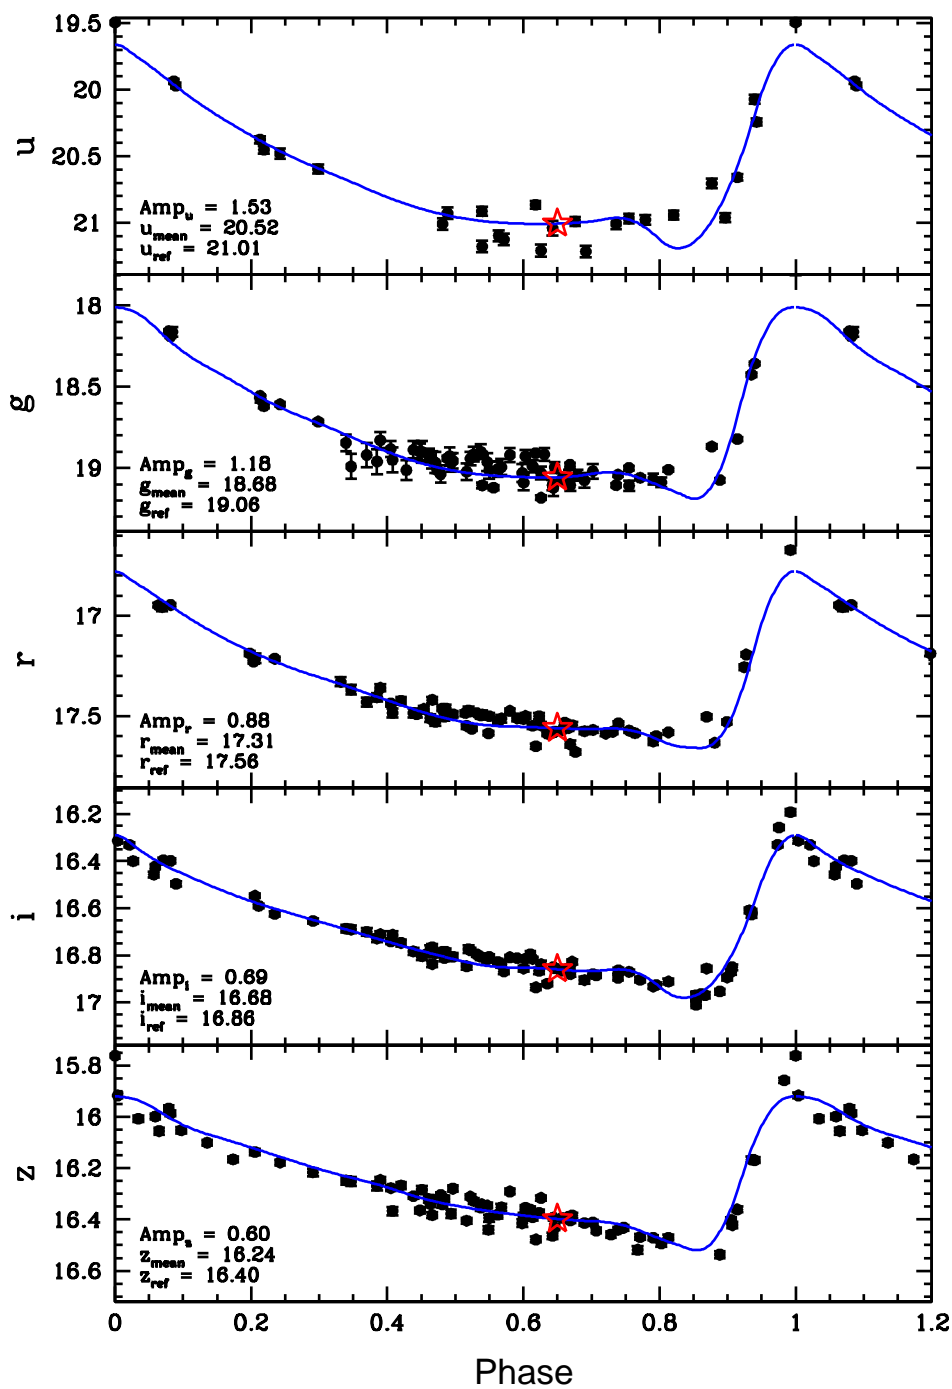 19.5
20
20.5
21
u
Amp_u = 1.53
u_mean = 20.52
u_ref = 21.01
18
18.5
19
g
Amp_g = 1.18
g_mean = 18.68
g_ref = 19.06
17
17.5
r
Amp_r = 0.88
r_mean = 17.31
r_ref = 17.56
16.2
16.4
16.6
16.8
17
i
Amp_i = 0.69
i_mean = 16.68
i_ref = 16.86
15.8
16
16.2
16.4
16.6
z
Amp_z = 0.60
z_mean = 16.24
z_ref = 16.40
0 0.2 0.4 0.6 0.8 1 1.2
Phase